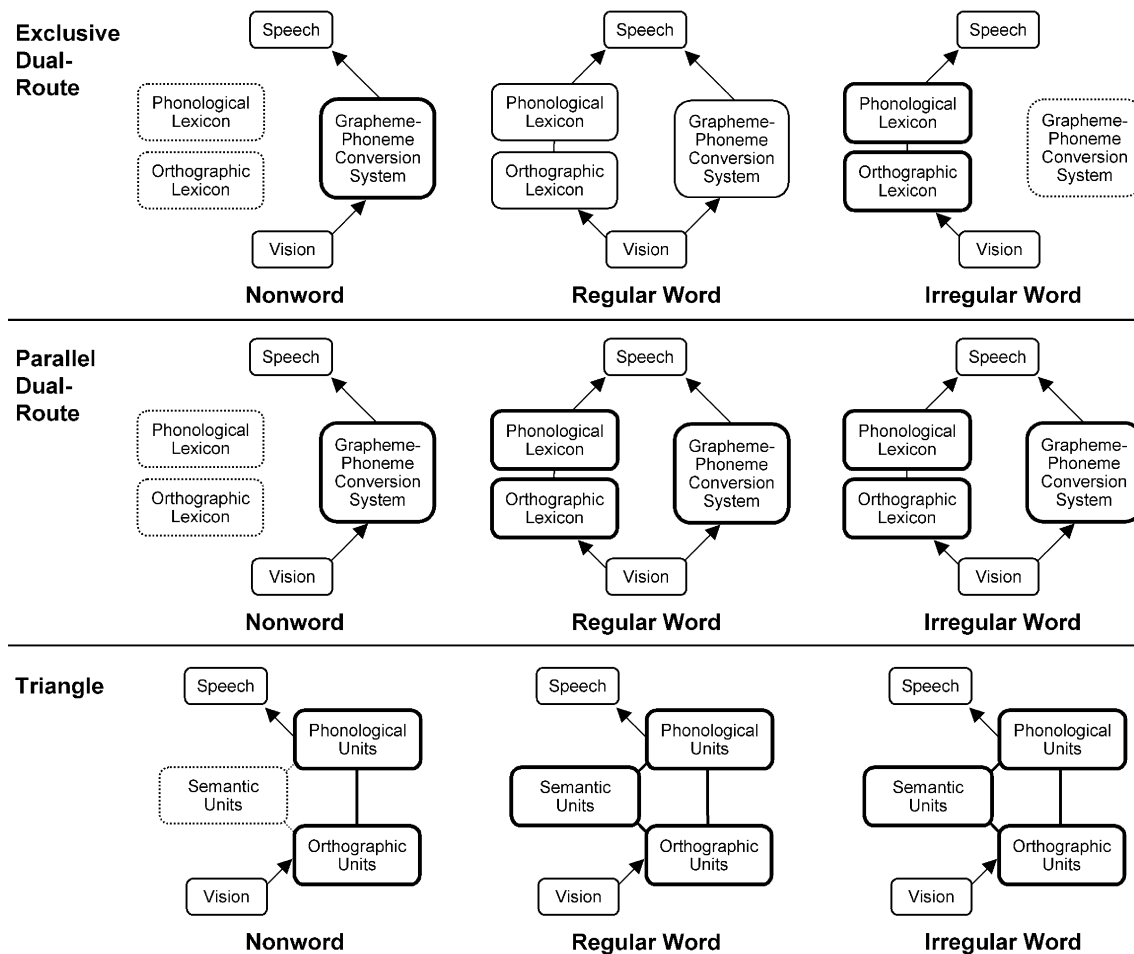 Exclusive
Dual-
Route
Speech
Phonological
Lexicon
Orthographic
Lexicon
Grapheme-
Phoneme
Conversion
System
Vision
Nonword
Speech
Phonological
Lexicon
Orthographic
Lexicon
Grapheme-
Phoneme
Conversion
System
Vision
Regular Word
Speech
Phonological
Lexicon
Orthographic
Lexicon
Grapheme-
Phoneme
Conversion
System
Vision
Irregular Word
Parallel
Dual-
Route
Speech
Phonological
Lexicon
Orthographic
Lexicon
Grapheme-
Phoneme
Conversion
System
Vision
Nonword
Speech
Phonological
Lexicon
Orthographic
Lexicon
Grapheme-
Phoneme
Conversion
System
Vision
Regular Word
Speech
Phonological
Lexicon
Orthographic
Lexicon
Grapheme-
Phoneme
Conversion
System
Vision
Irregular Word
Triangle
Speech
Phonological
Units
Semantic
Units
Orthographic
Units
Vision
Nonword
Speech
Phonological
Units
Semantic
Units
Orthographic
Units
Vision
Regular Word
Speech
Phonological
Units
Semantic
Units
Orthographic
Units
Vision
Irregular Word